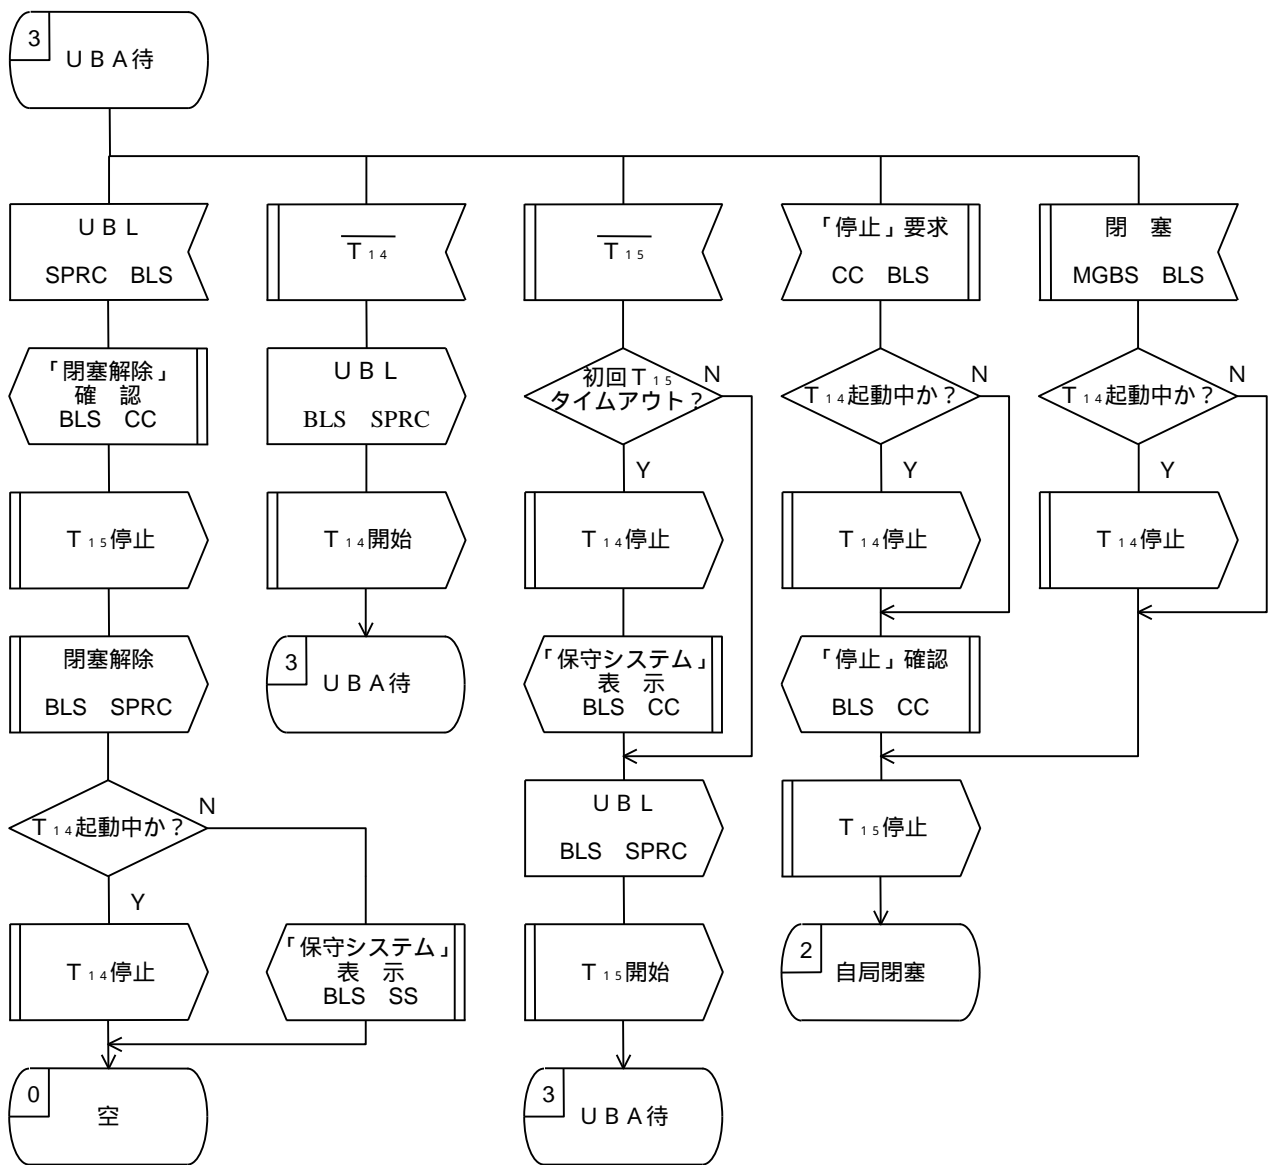 3
ＵＢＡ待
ＵＢＬ
SPRC BLS
「閉塞解除」
確 認
BLS CC
Ｔ₁₅停止
閉塞解除
BLS SPRC
Ｔ₁₄起動中か？
N
Y
Ｔ₁₄停止
「保守システム」
表 示
BLS SS
0
空
Ｔ₁₄
ＵＢＬ
BLS SPRC
Ｔ₁₄開始
3
ＵＢＡ待
Ｔ₁₅
初回Ｔ₁₅
タイムアウト？
N
Y
Ｔ₁₄停止
「保守システム」
表 示
BLS CC
ＵＢＬ
BLS SPRC
Ｔ₁₅開始
3
ＵＢＡ待
「停止」要求
CC BLS
Ｔ₁₄起動中か？
N
Y
Ｔ₁₄停止
「停止」確認
BLS CC
Ｔ₁₅停止
2
自局閉塞
閉 塞
MGBS BLS
Ｔ₁₄起動中か？
N
Y
Ｔ₁₄停止